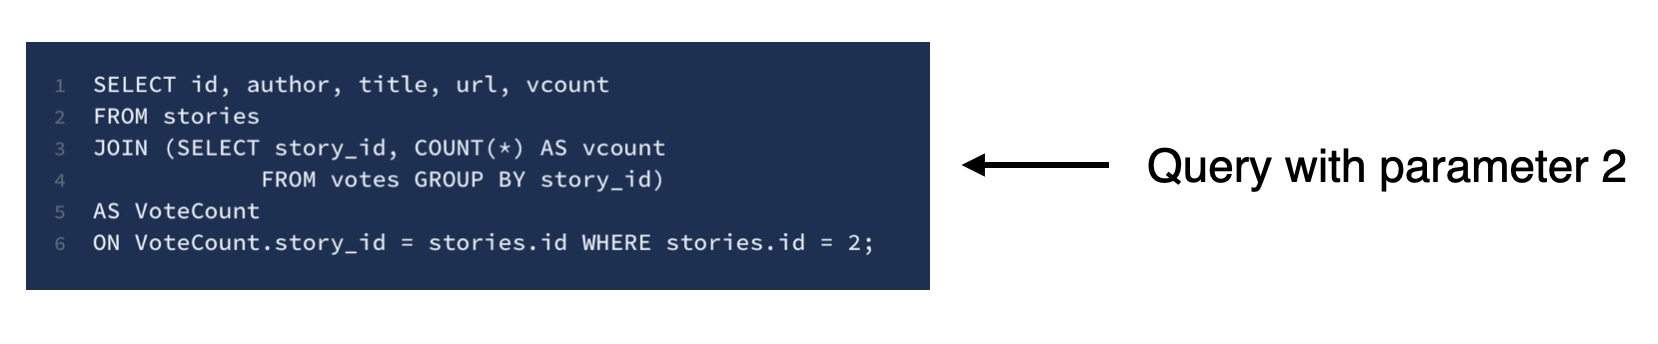 1 SELECT id, author, title, url, vcount
2 FROM stories
3 JOIN (SELECT story_id, COUNT(*) AS vcount
4 FROM votes GROUP BY story_id)
5 AS VoteCount
6 ON VoteCount.story_id = stories.id WHERE stories.id = 2;
Query with parameter 2